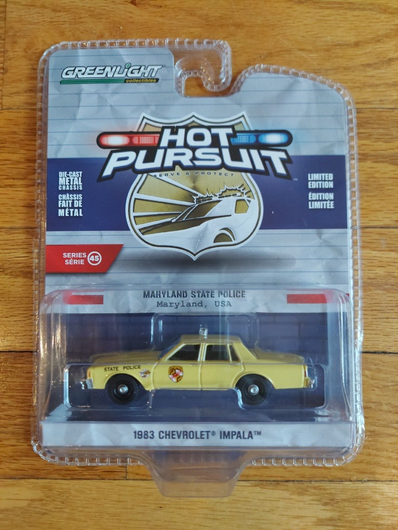 GREENLIGHT
collectibles
HOT
PURSUIT
SERVE & PROTECT
DIE-CAST
METAL
CHASSIS
CHÂSSIS
FAIT DE
MÉTAL
LIMITED
EDITION
ÉDITION
LIMITÉE
SERIES
SÉRIE
45
MARYLAND STATE POLICE
Maryland, USA
STATE POLICE
1983 CHEVROLET® IMPALA™